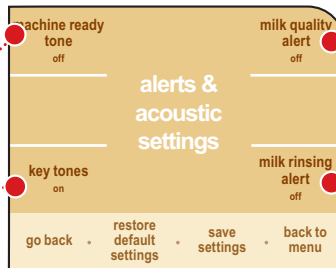 machine ready
tone
off
milk quality
alert
off
alerts &
acoustic
settings
key tones
on
milk rinsing
alert
off
go back • restore default settings • save settings • back to menu